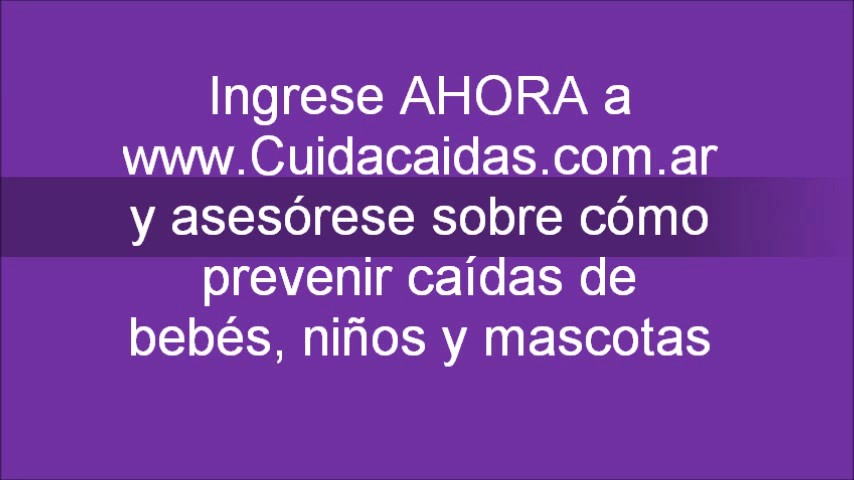 Ingrese AHORA a
www.Cuidacaidas.com.ar
y asesórese sobre cómo
prevenir caídas de
bebés, niños y mascotas